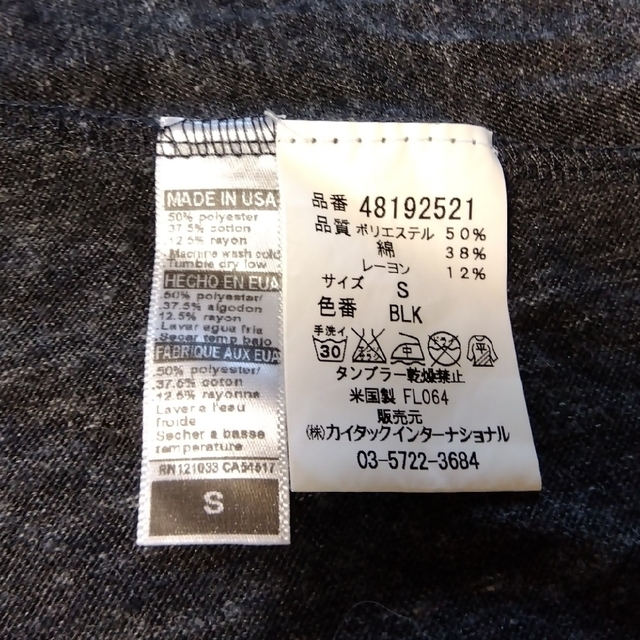 MADE IN USA
50% polyester
37.5% cotton
12.5% rayon
Machine wash cold
Tumble dry low
HECHO EN EUA
50% polyester/
37.5% algodon
12.5% rayon
Lavar agua fria
Secar temp bajo
FABRIQUE AUX EUA
50% polyester/
37.5% coton
12.5% rayonne
Laver a l'eau
froide
Secher a basse
temperature
RN121033 CA54517
S
品番 48192521
品質 ポリエステル 50%
綿 38%
レーヨン 12%
サイズ S
色番 BLK
手洗イ
30 中 平
タンブラー乾燥禁止
米国製 FL064
販売元
㈱カイタックインターナショナル
03-5722-3684